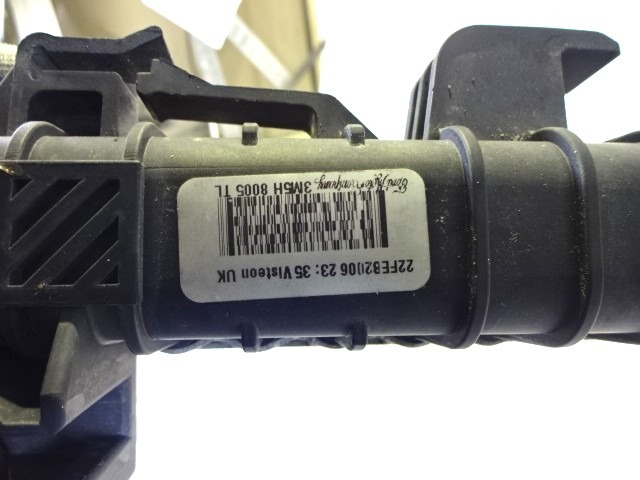 22FEB2006 23:35 Visteon UK
Ford Motor Company 3M5H 8005 TL